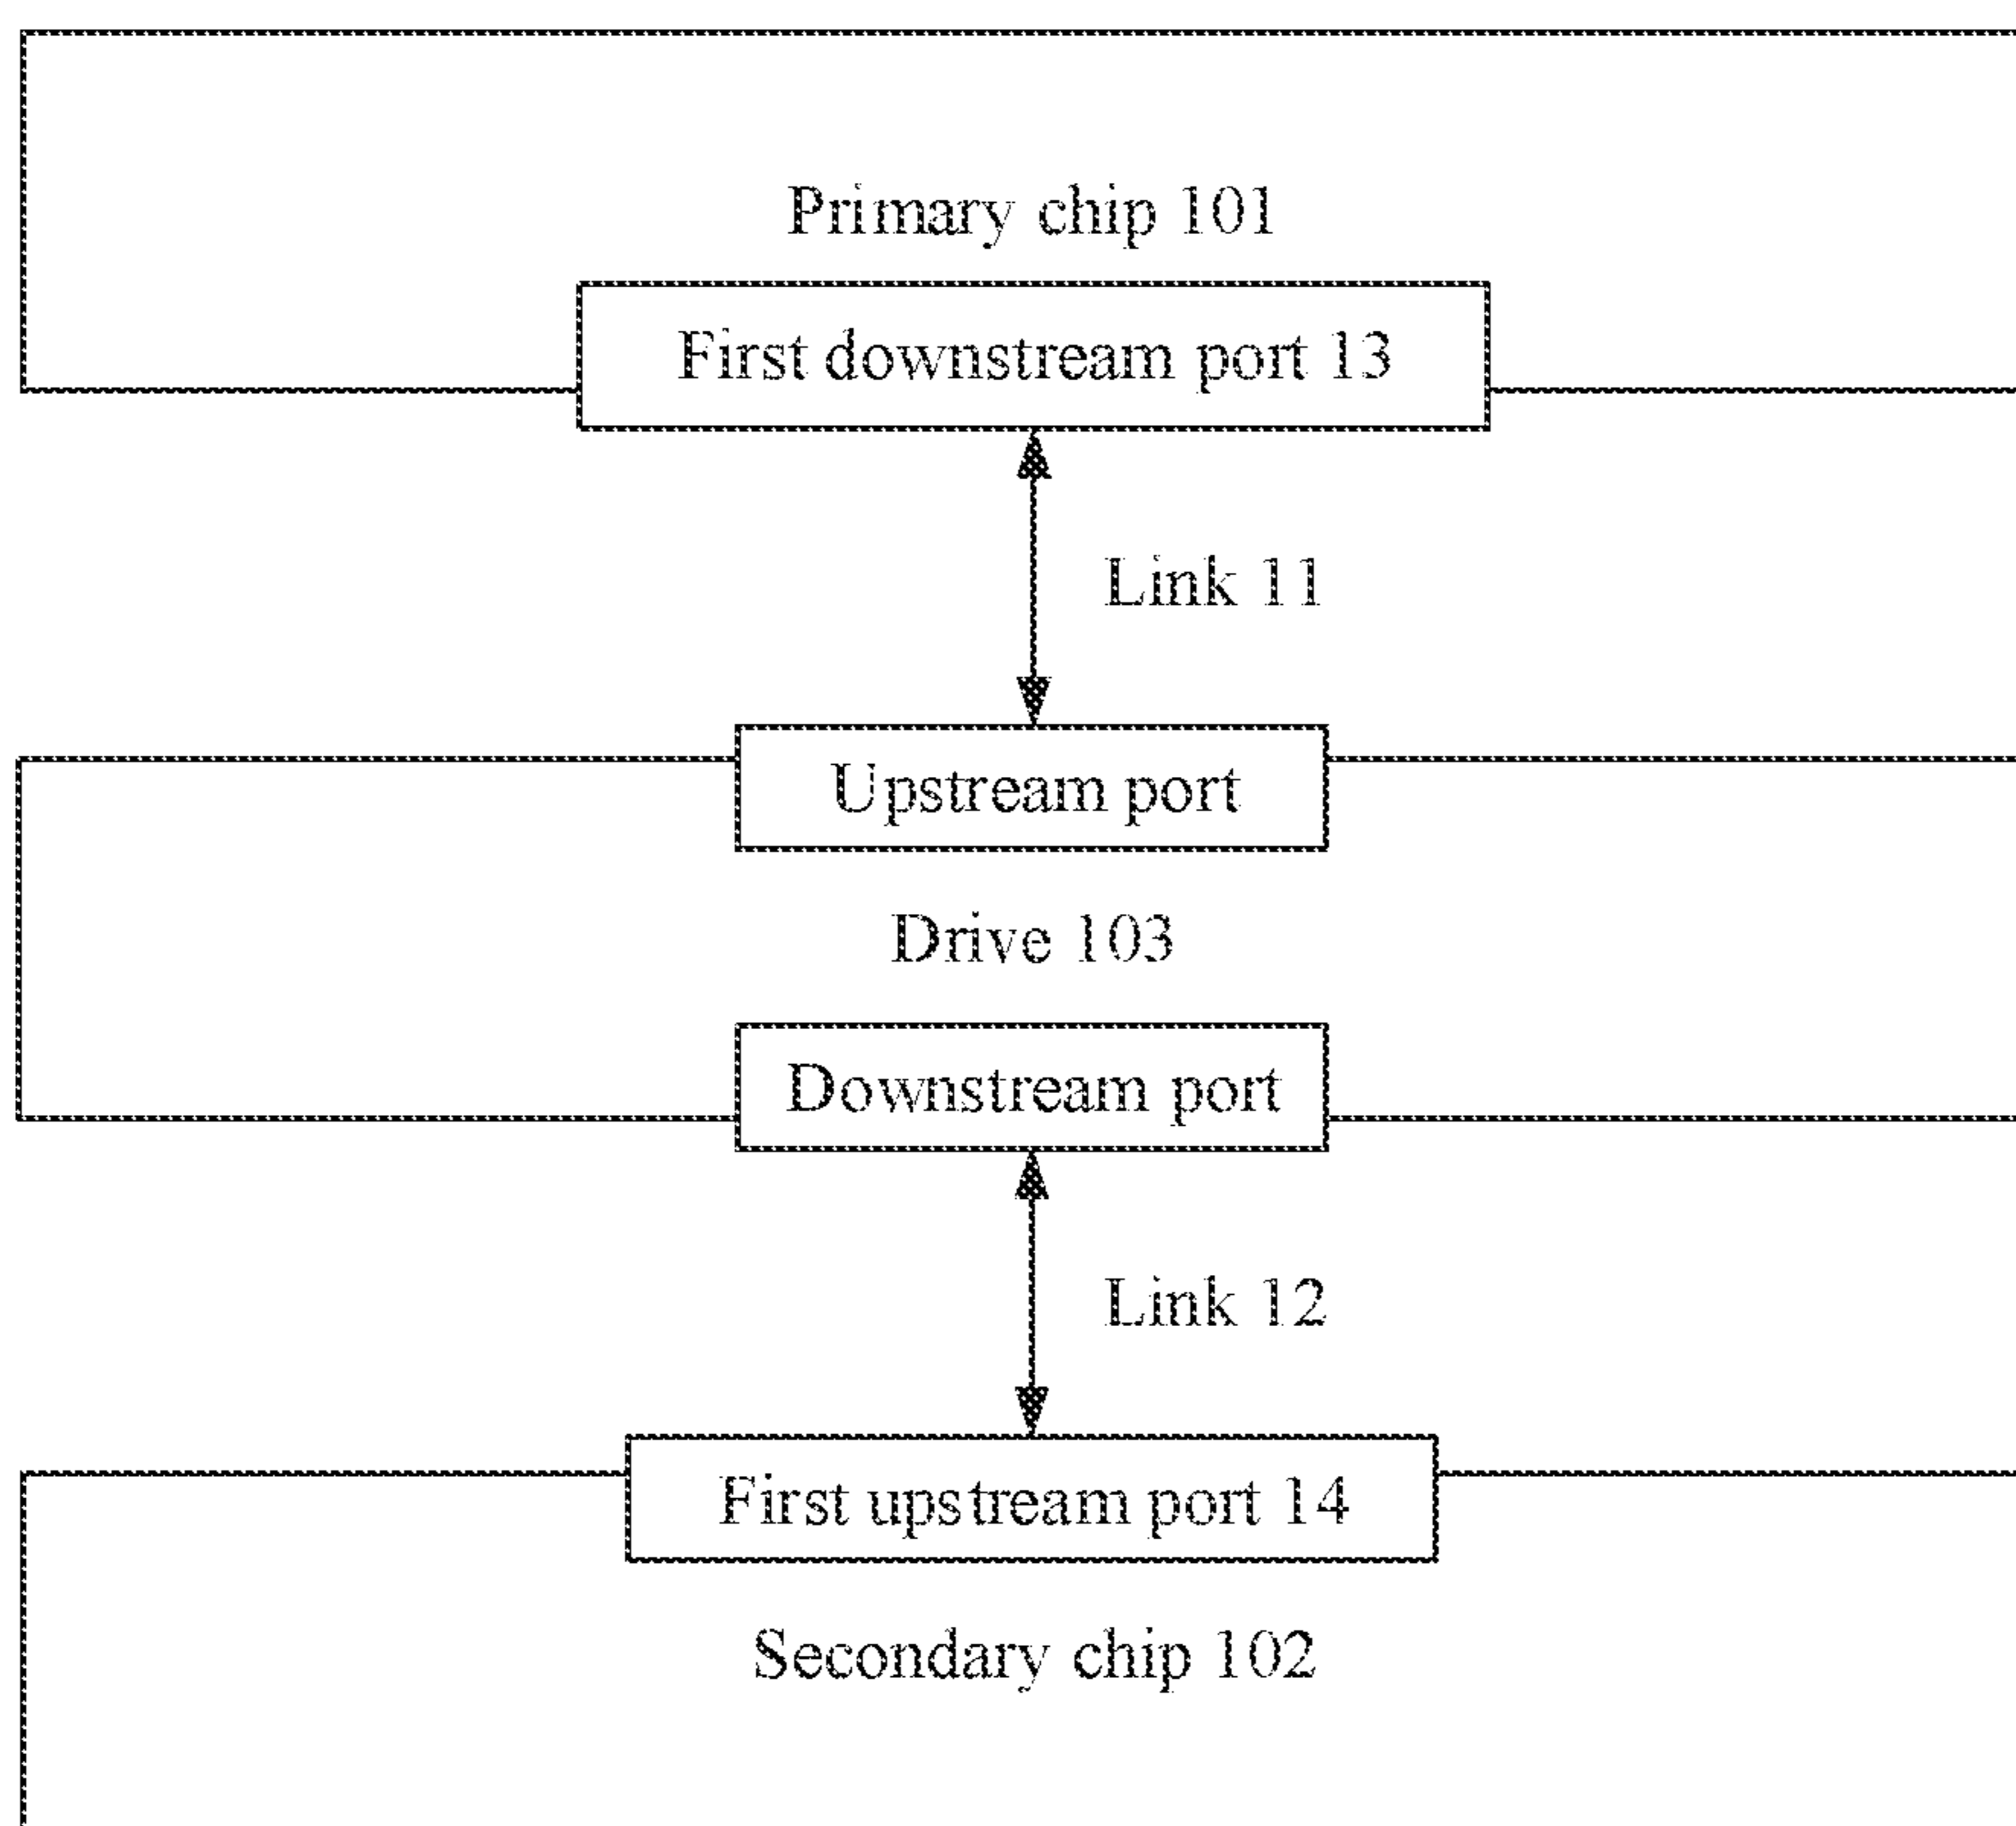 Primary chip 101
First downstream port 13
Link 11
Upstream port
Drive 103
Downstream port
Link 12
First upstream port 14
Secondary chip 102